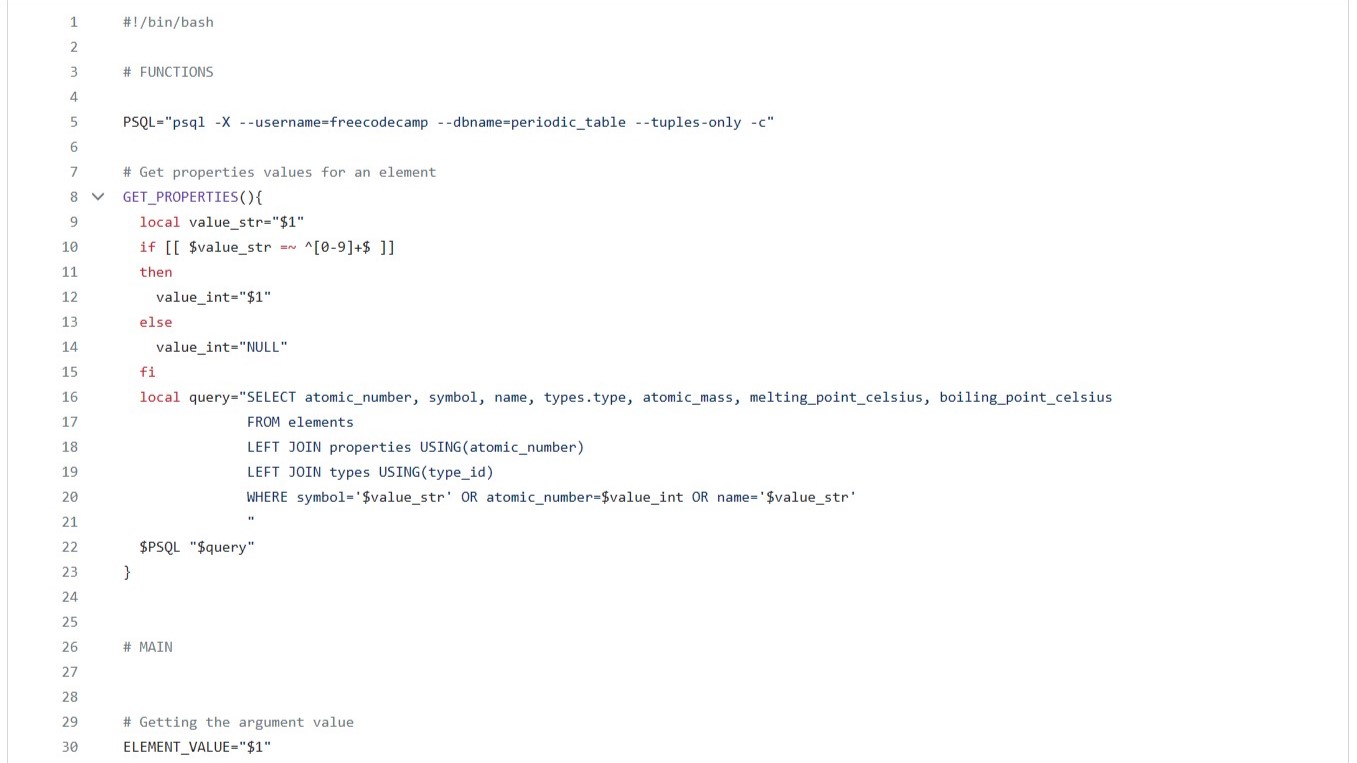 1 #!/bin/bash
2
3 # FUNCTIONS
4
5 PSQL="psql -X --username=freecodecamp --dbname=periodic_table --tuples-only -c"
6
7 # Get properties values for an element
8 GET_PROPERTIES(){
9 local value_str="$1"
10 if [[ $value_str =~ ^[0-9]+$ ]]
11 then
12 value_int="$1"
13 else
14 value_int="NULL"
15 fi
16 local query="SELECT atomic_number, symbol, name, types.type, atomic_mass, melting_point_celsius, boiling_point_celsius
17 FROM elements
18 LEFT JOIN properties USING(atomic_number)
19 LEFT JOIN types USING(type_id)
20 WHERE symbol='$value_str' OR atomic_number=$value_int OR name='$value_str'
21 "
22 $PSQL "$query"
23 }
24
25
26 # MAIN
27
28
29 # Getting the argument value
30 ELEMENT_VALUE="$1"